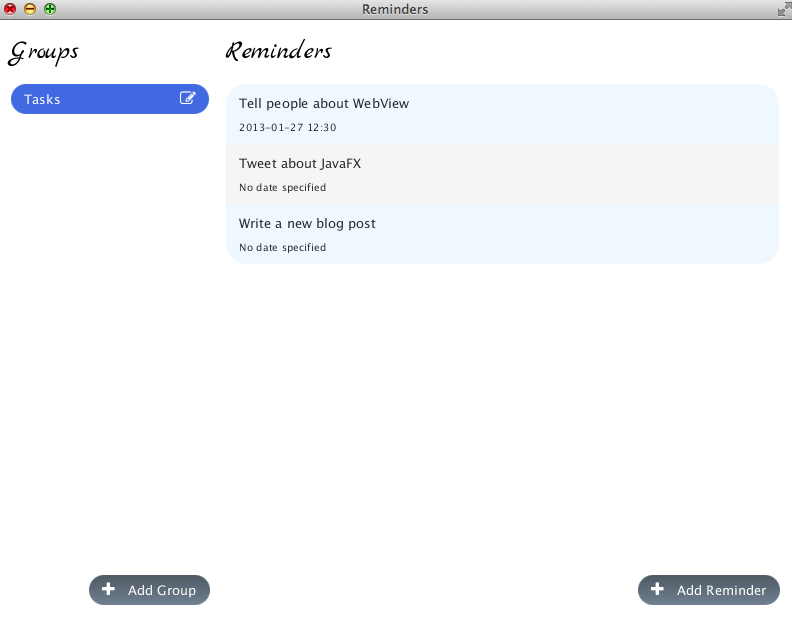 Reminders
Groups
Tasks
Add Group
Reminders
Tell people about WebView
2013-01-27 12:30
Tweet about JavaFX
No date specified
Write a new blog post
No date specified
Add Reminder